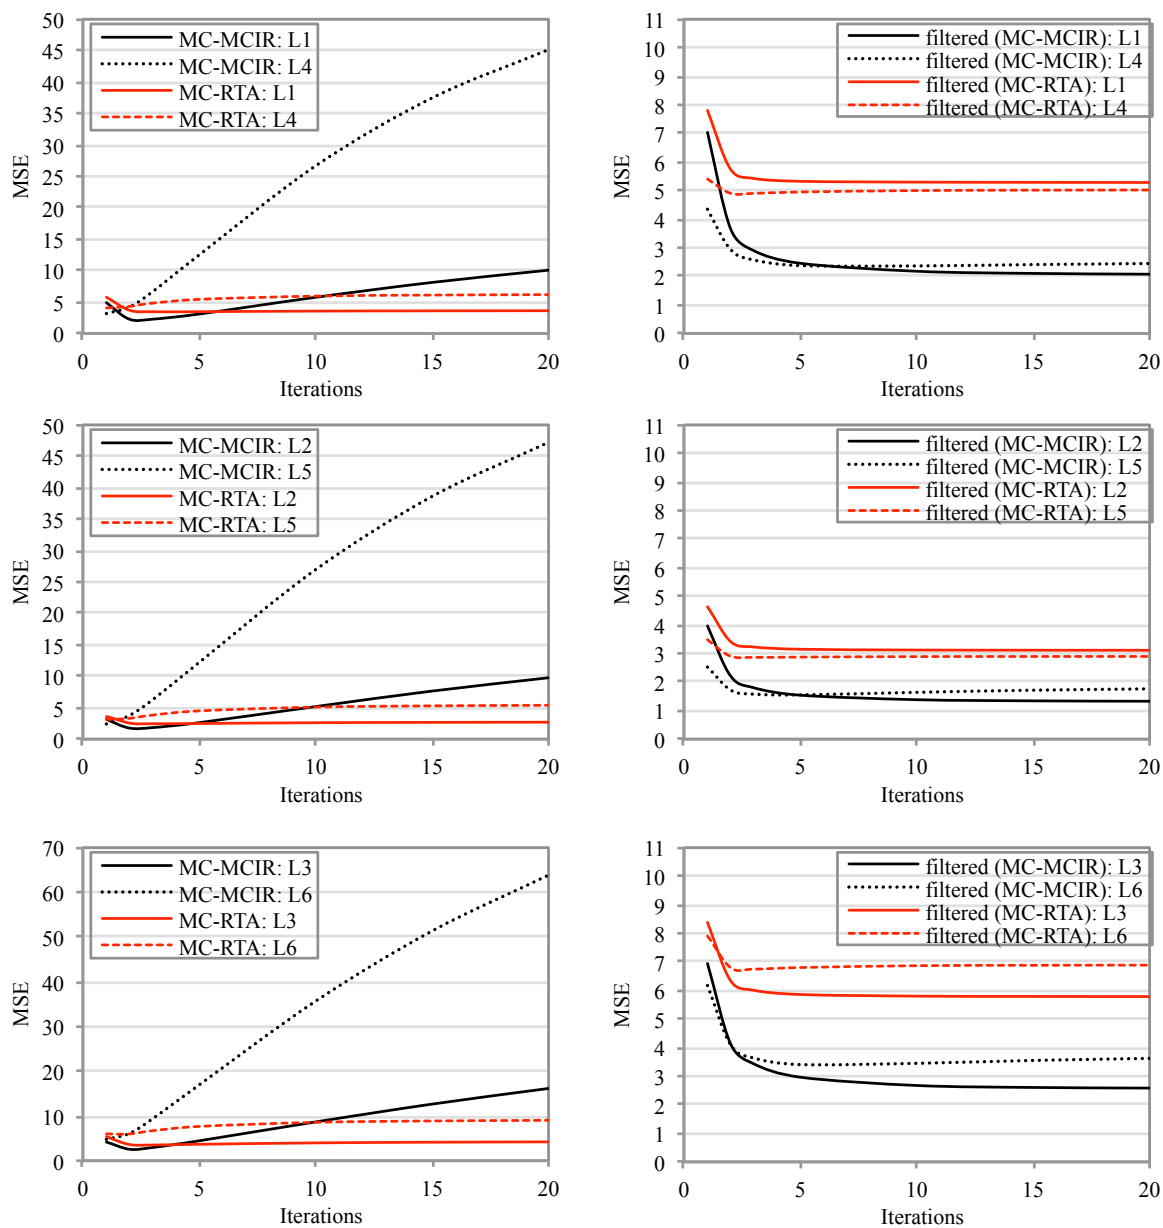 50
45
40
35
30
25
20
15
10
5
0
MSE
MC-MCIR: L1
MC-MCIR: L4
MC-RTA: L1
MC-RTA: L4
0 5 10 15 20
Iterations
11
10
9
8
7
6
5
4
3
2
1
0
MSE
filtered (MC-MCIR): L1
filtered (MC-MCIR): L4
filtered (MC-RTA): L1
filtered (MC-RTA): L4
0 5 10 15 20
Iterations
50
45
40
35
30
25
20
15
10
5
0
MSE
MC-MCIR: L2
MC-MCIR: L5
MC-RTA: L2
MC-RTA: L5
0 5 10 15 20
Iterations
11
10
9
8
7
6
5
4
3
2
1
0
MSE
filtered (MC-MCIR): L2
filtered (MC-MCIR): L5
filtered (MC-RTA): L2
filtered (MC-RTA): L5
0 5 10 15 20
Iterations
70
60
50
40
30
20
10
0
MSE
MC-MCIR: L3
MC-MCIR: L6
MC-RTA: L3
MC-RTA: L6
0 5 10 15 20
Iterations
11
10
9
8
7
6
5
4
3
2
1
0
MSE
filtered (MC-MCIR): L3
filtered (MC-MCIR): L6
filtered (MC-RTA): L3
filtered (MC-RTA): L6
0 5 10 15 20
Iterations